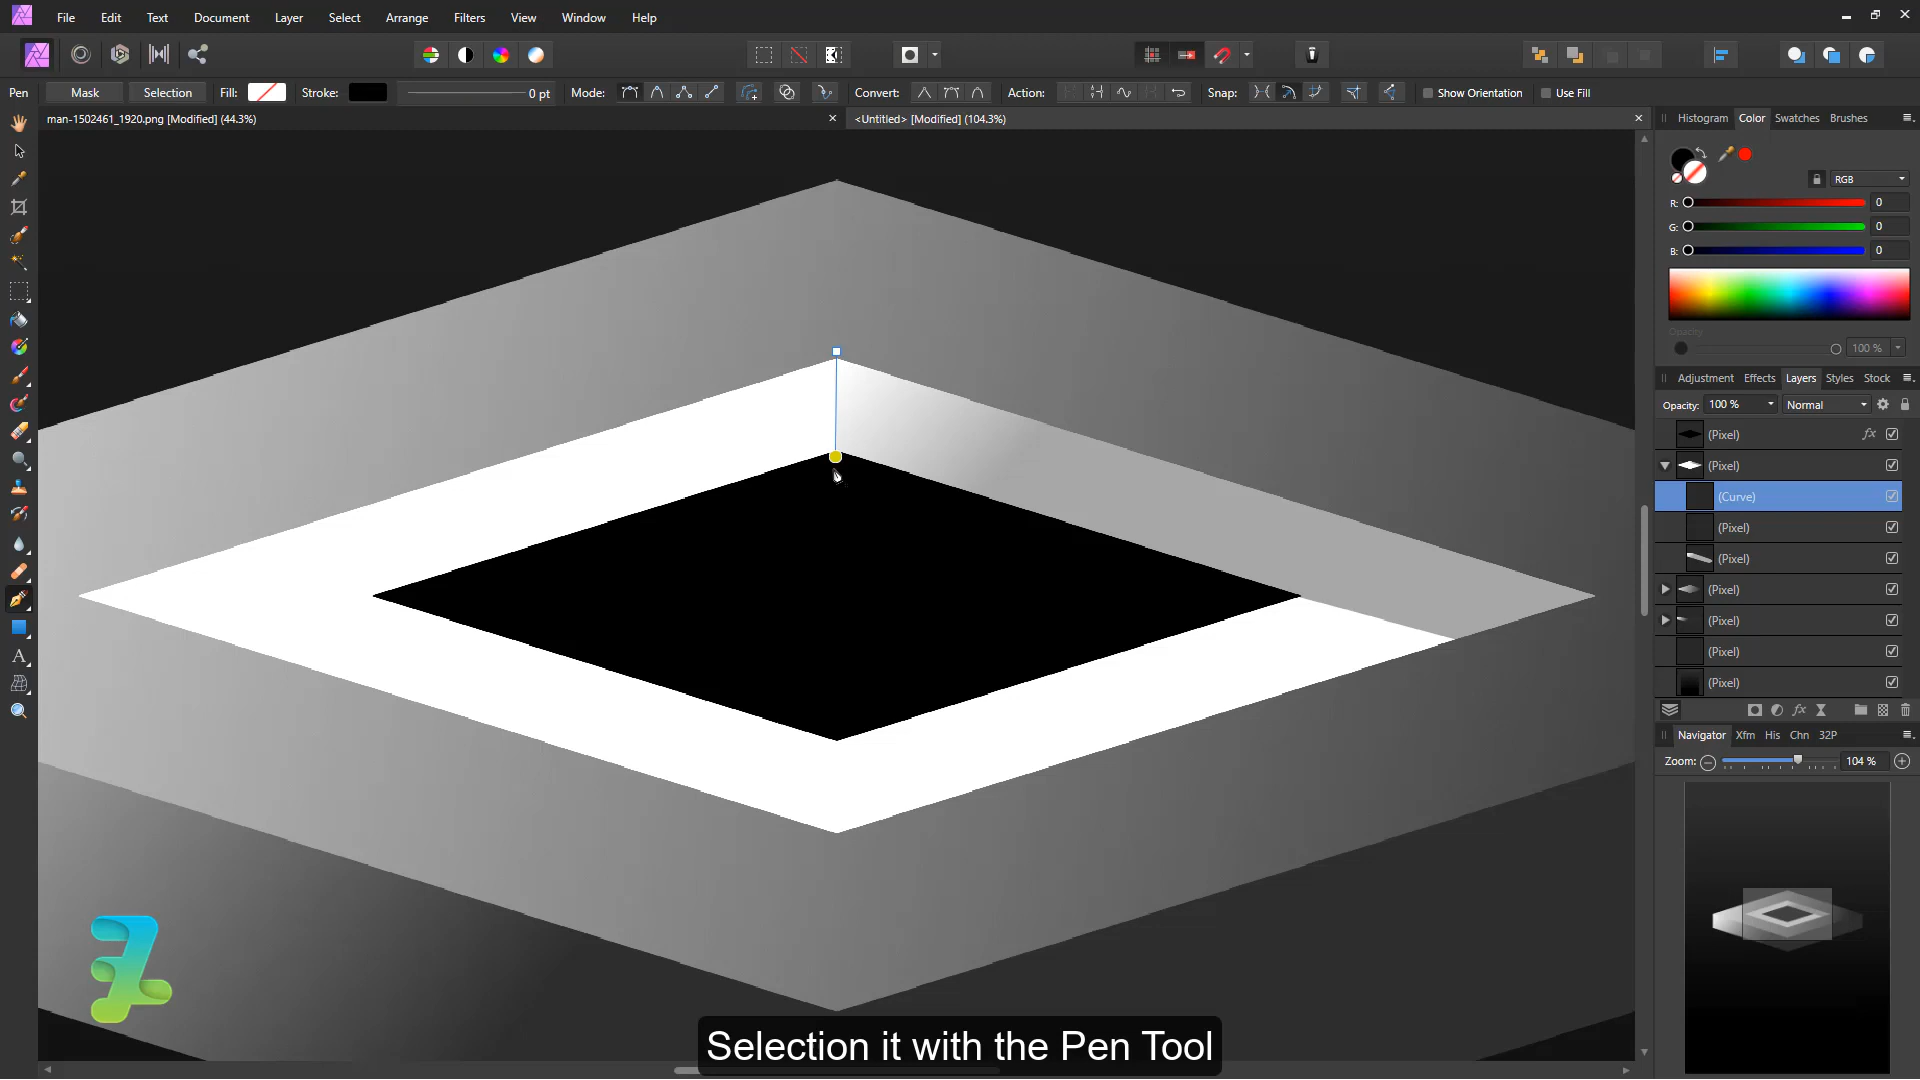 File Edit Text Document Layer Select Arrange Filters View Window Help
Pen Mask Selection Fill: Stroke: 0 pt Mode: Convert: Action: Snap: Show Orientation Use Fill
man-1502461_1920.png [Modified] (44.3%)
<Untitled> [Modified] (104.3%)
Histogram Color Swatches Brushes
RGB
R: 0
G: 0
B: 0
Opacity
100 %
Adjustment Effects Layers Styles Stock
Opacity: 100 % Normal
(Pixel) fx
(Pixel)
(Curve)
(Pixel)
(Pixel)
(Pixel)
(Pixel)
(Pixel)
(Pixel)
fx
Navigator Xfm His Chn 32P
Zoom: 104 %
A
Selection it with the Pen Tool